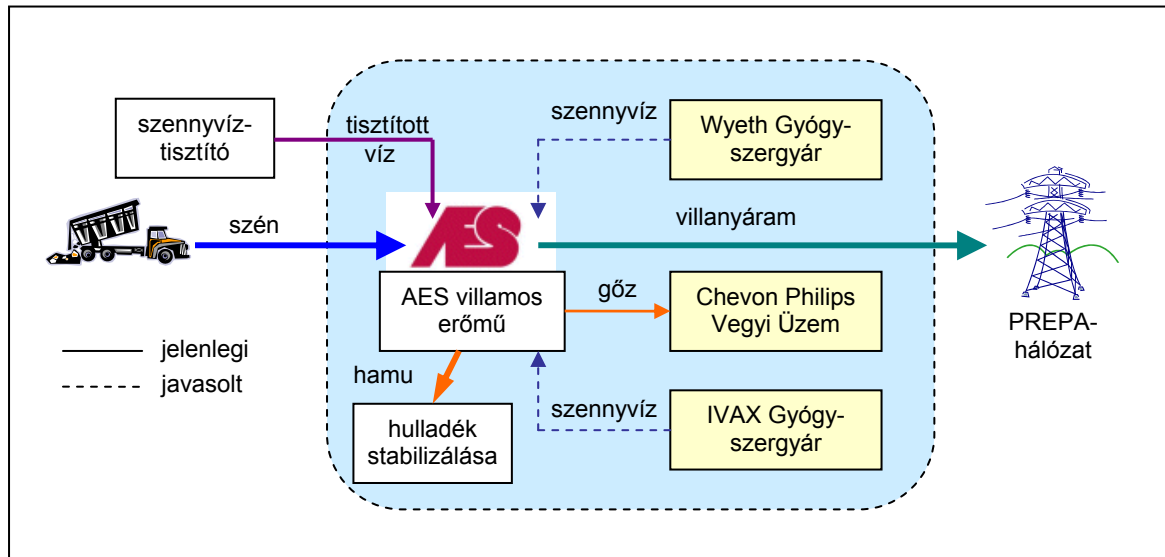 szennyvíz-
tisztító
tisztított
víz
szennyvíz
Wyeth Gyógy-
szergyár
szén
AES
villanyáram
AES villamos
erőmű
gőz
Chevon Philips
Vegyi Üzem
PREPA-
hálózat
jelenlegi
javasolt
hamu
hulladék
stabilizálása
szennyvíz
IVAX Gyógy-
szergyár